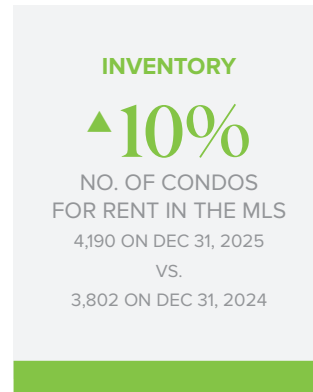 INVENTORY
▲10%
NO. OF CONDOS
FOR RENT IN THE MLS
4,190 ON DEC 31, 2025
VS.
3,802 ON DEC 31, 2024